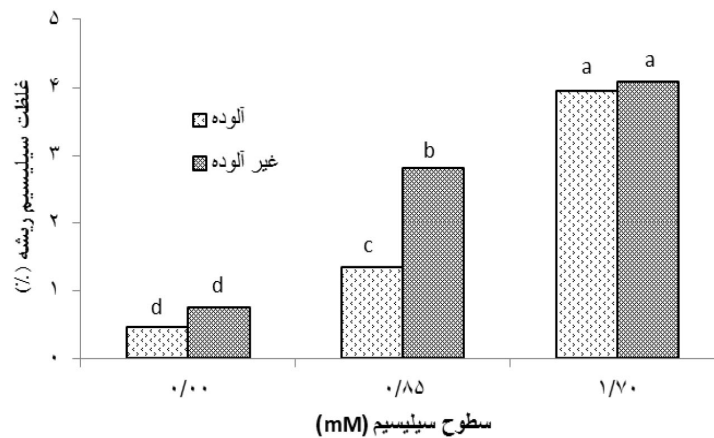 غلظت سیلیسیم ریشه (٪)
۵
۴
۳
۲
۱
۰
آلوده
غیر آلوده
d
d
c
b
a
a
۰/۰۰
۰/۸۵
۱/۷۰
سطوح سیلیسیم (mM)